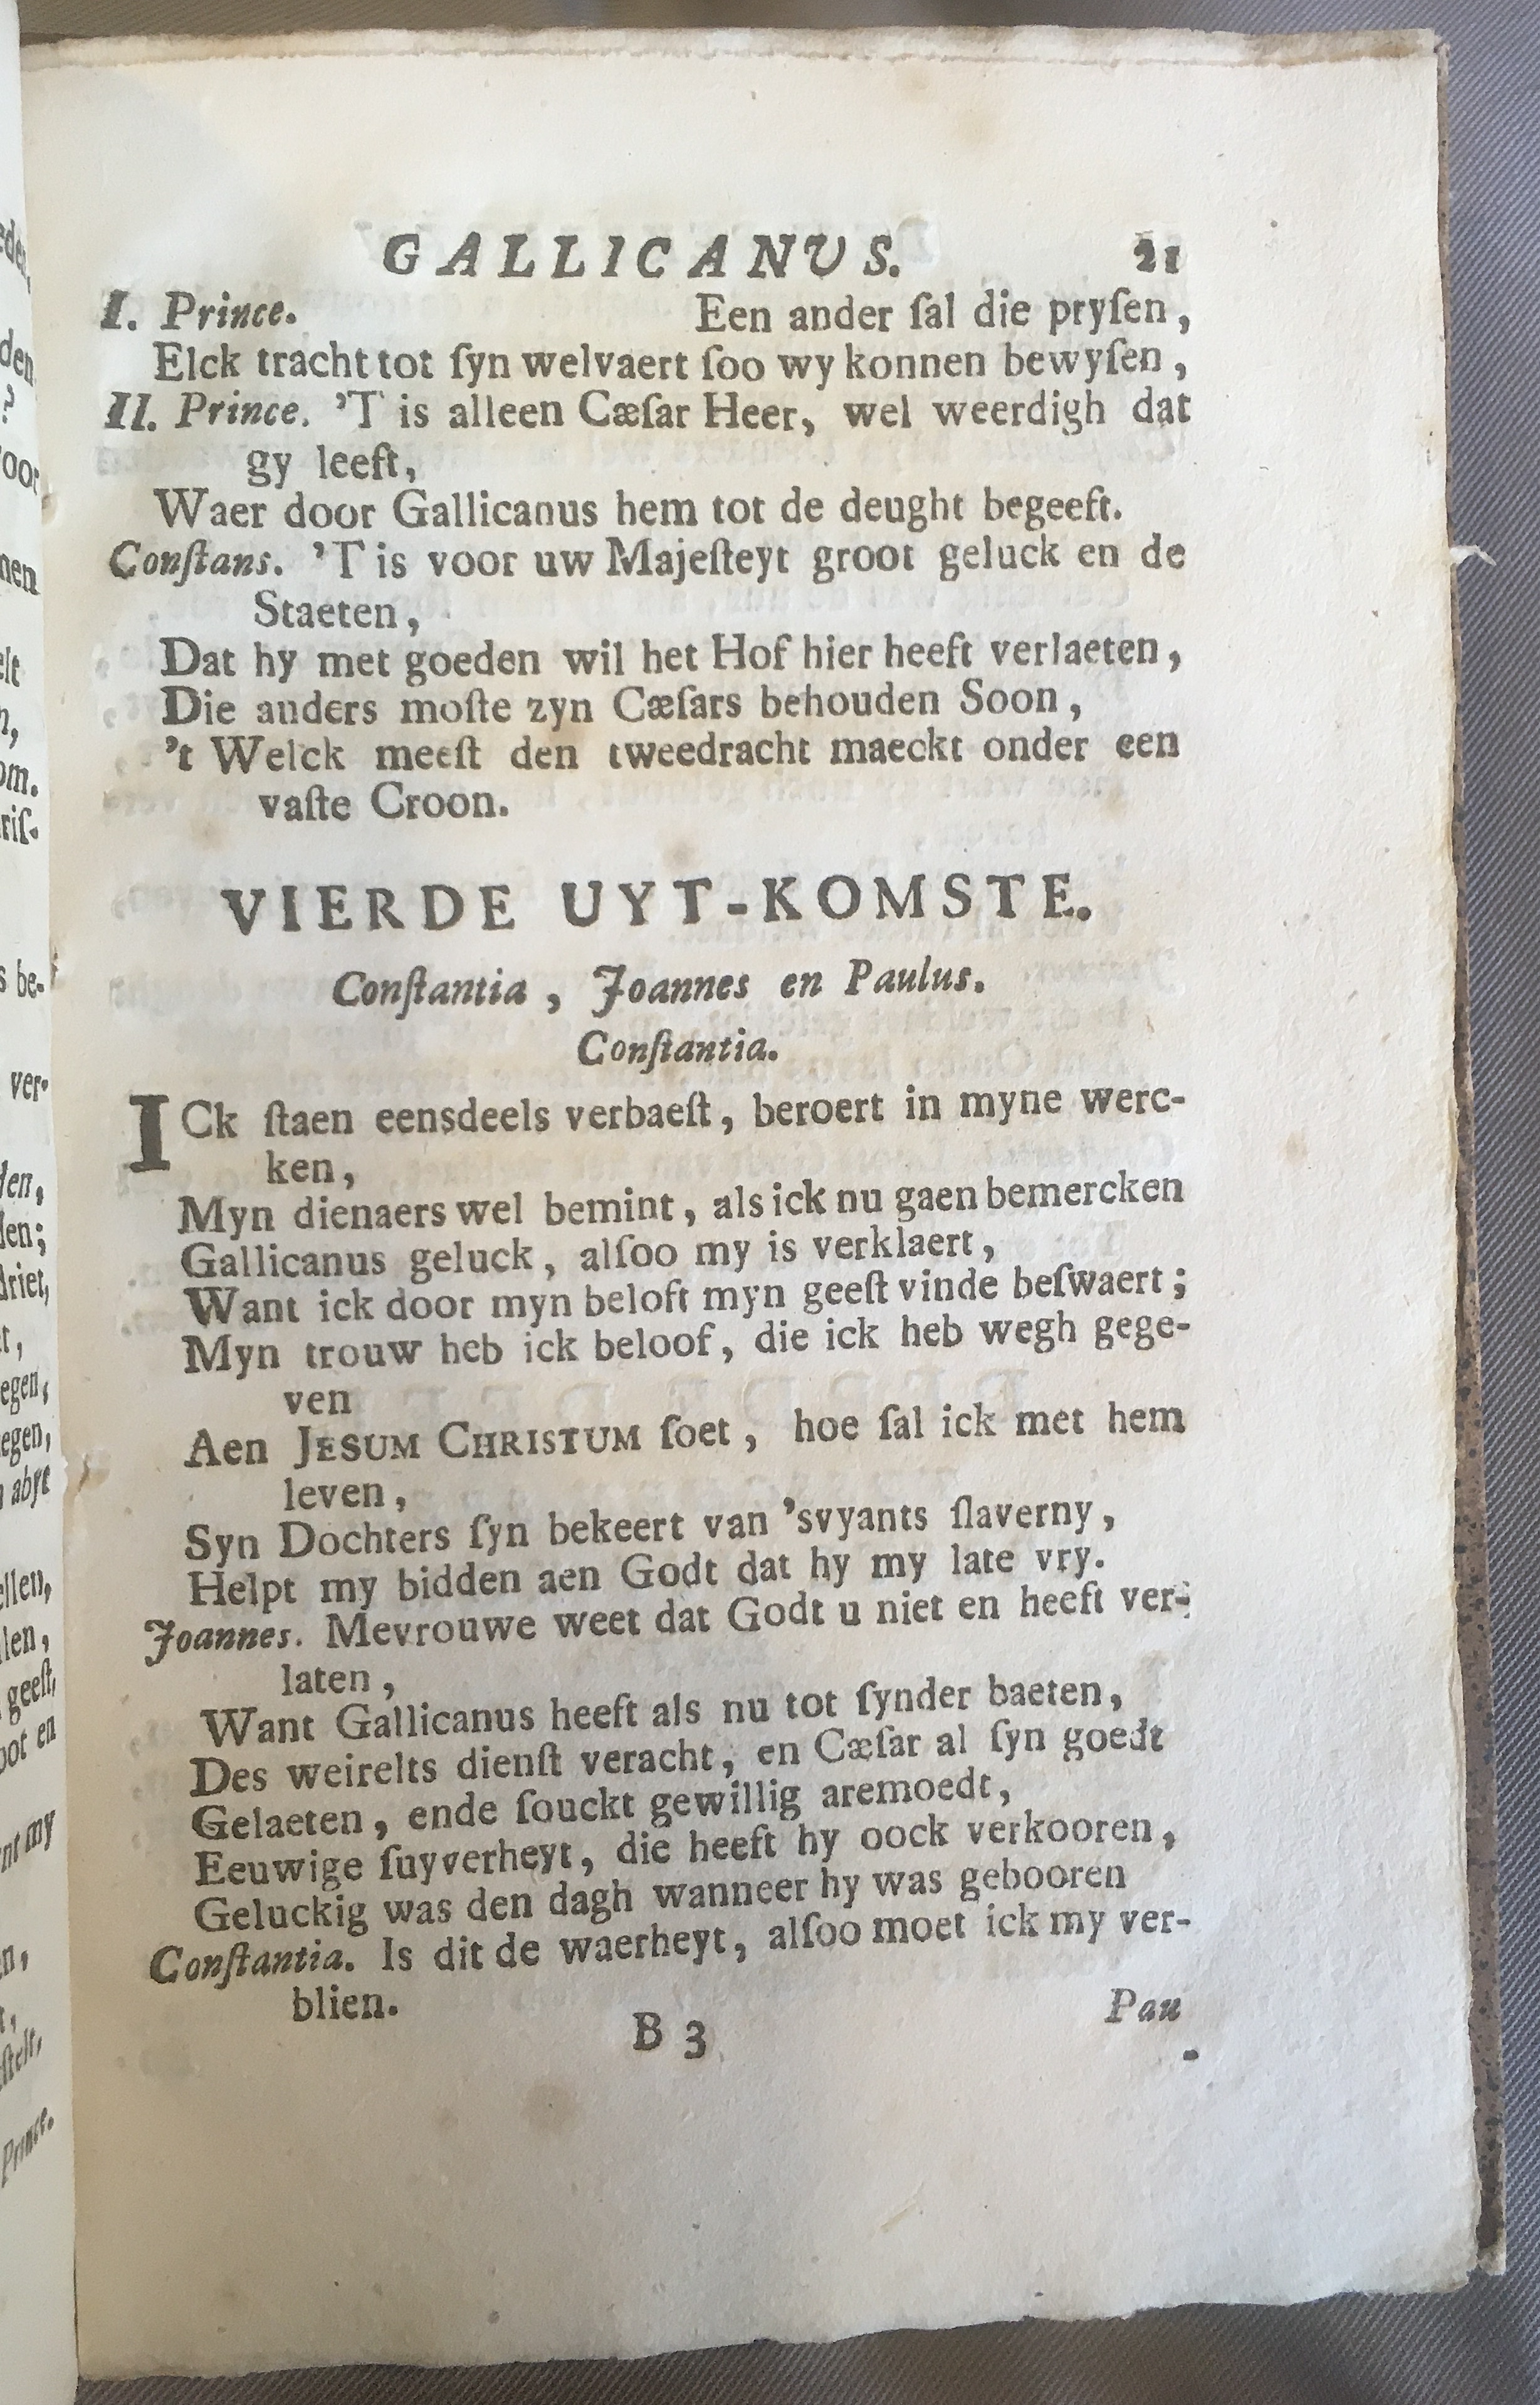 GALLICANUS. 21
I. Prince. Een ander ſal die pryſen,
Elck tracht tot ſyn welvaert ſoo wy konnen bewyſen,
II. Prince. 'T is alleen Cæſar Heer, wel weerdigh dat
gy leeft,
Waer door Gallicanus hem tot de deught begeeft.
Conſtans. 'T is voor uw Majeſteyt groot geluck en de
Staeten,
Dat hy met goeden wil het Hof hier heeft verlaeten,
Die anders moſte zyn Cæſars behouden Soon,
't Welck meeſt den tweedracht maeckt onder een
vaſte Croon.
VIERDE UYT-KOMSTE.
Conſtantia, Joannes en Paulus.
Conſtantia.
ICk ſtaen eensdeels verbaeſt, beroert in myne werc-
ken,
Myn dienaers wel bemint, als ick nu gaen bemercken
Gallicanus geluck, alſoo my is verklaert,
Want ick door myn beloft myn geeſt vinde beſwaert;
Myn trouw heb ick beloof, die ick heb wegh gege-
ven
Aen JESUM CHRISTUM ſoet, hoe ſal ick met hem
leven,
Syn Dochters ſyn bekeert van 'svyants ſlaverny,
Helpt my bidden aen Godt dat hy my late vry.
Joannes. Mevrouwe weet dat Godt u niet en heeft ver-
laten,
Want Gallicanus heeft als nu tot ſynder baeten,
Des weirelts dienſt veracht, en Cæſar al ſyn goedt
Gelaeten, ende ſouckt gewillig aremoedt,
Eeuwige ſuyverheyt, die heeft hy oock verkooren,
Geluckig was den dagh wanneer hy was gebooren
Conſtantia. Is dit de waerheyt, alſoo moet ick my ver-
blien.
B 3 Pau